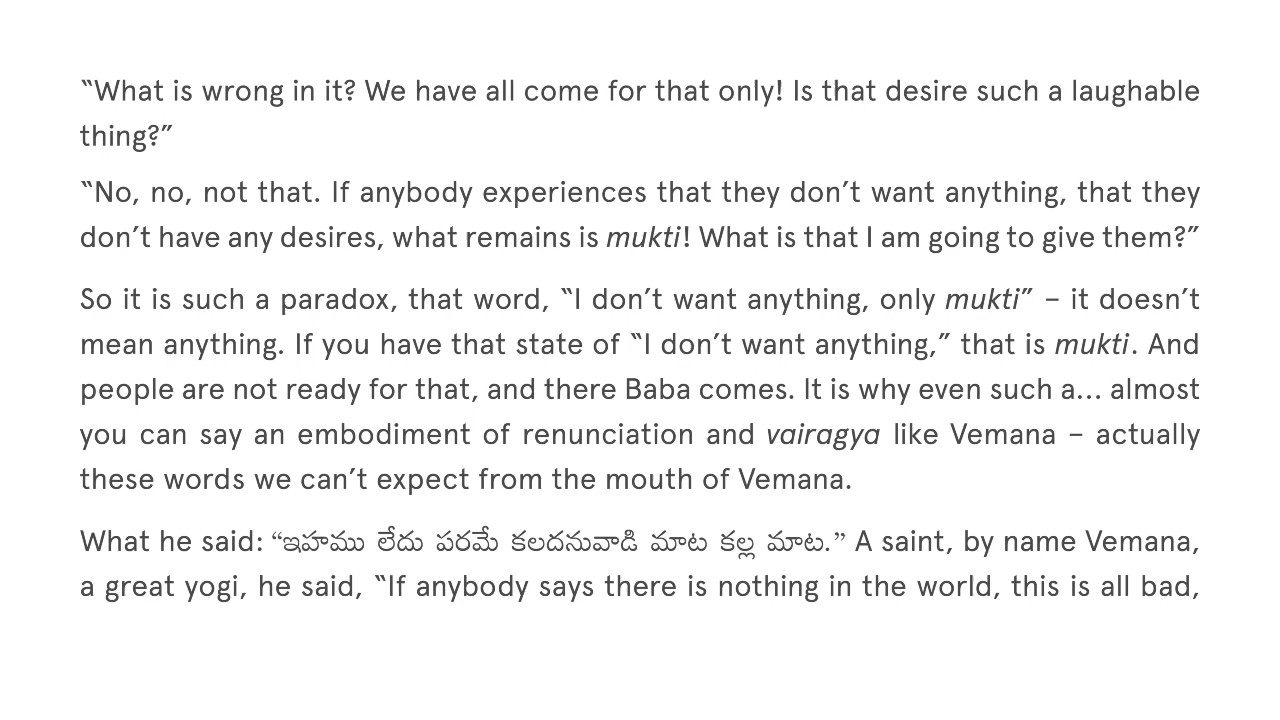 “What is wrong in it? We have all come for that only! Is that desire such a laughable
thing?”
“No, no, not that. If anybody experiences that they don’t want anything, that they
don’t have any desires, what remains is mukti! What is that I am going to give them?”
So it is such a paradox, that word, “I don’t want anything, only mukti” – it doesn’t
mean anything. If you have that state of “I don’t want anything,” that is mukti. And
people are not ready for that, and there Baba comes. It is why even such a... almost
you can say an embodiment of renunciation and vairagya like Vemana – actually
these words we can’t expect from the mouth of Vemana.
What he said: “ఇహము లేదు పరమే కలదనువాడి మాట కల్ల మాట.” A saint, by name Vemana,
a great yogi, he said, “If anybody says there is nothing in the world, this is all bad,